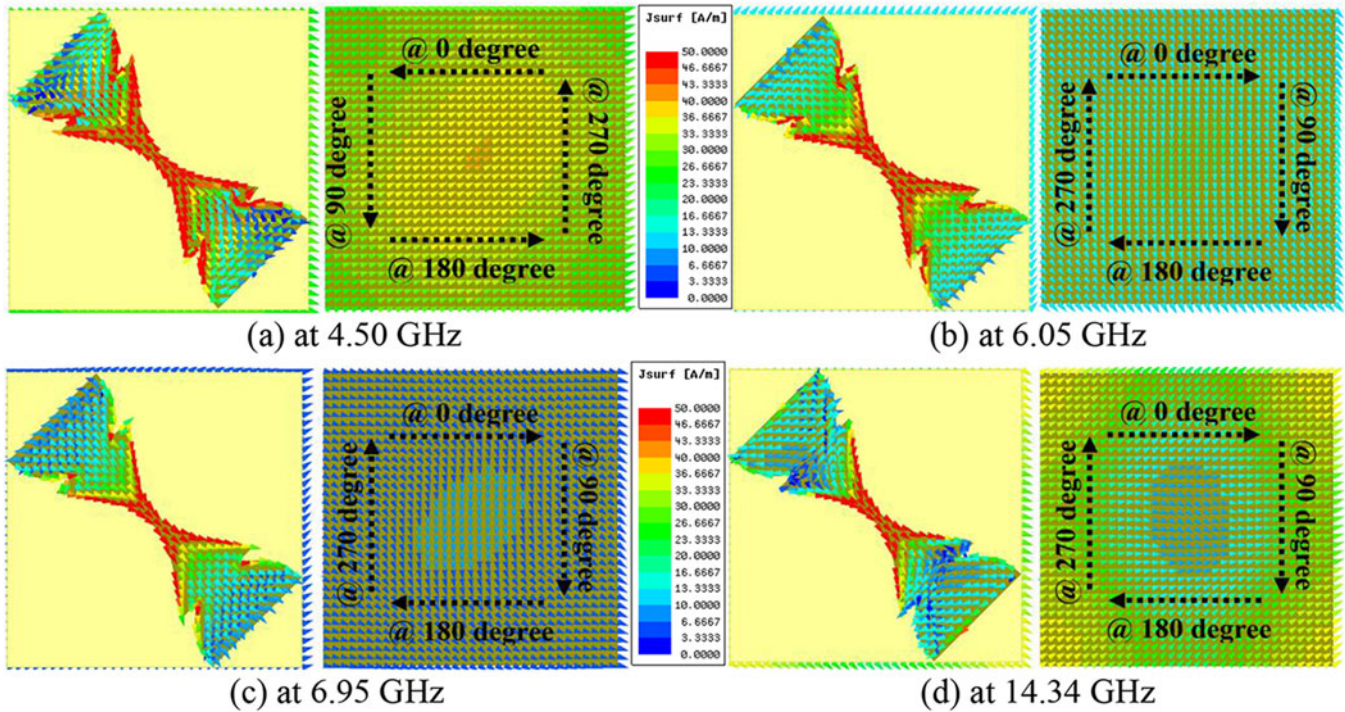 @ 0 degree
@ 90 degree
@ 270 degree
@ 180 degree
Jsurf [A/m]
50.0000
46.6667
43.3333
40.0000
36.6667
33.3333
30.0000
26.6667
23.3333
20.0000
16.6667
13.3333
10.0000
6.6667
3.3333
0.0000
@ 0 degree
@ 270 degree
@ 90 degree
@ 180 degree
(a) at 4.50 GHz
(b) at 6.05 GHz
@ 0 degree
@ 270 degree
@ 90 degree
@ 180 degree
Jsurf [A/m]
50.0000
46.6667
43.3333
40.0000
36.6667
33.3333
30.0000
26.6667
23.3333
20.0000
16.6667
13.3333
10.0000
6.6667
3.3333
0.0000
@ 0 degree
@ 270 degree
@ 90 degree
@ 180 degree
(c) at 6.95 GHz
(d) at 14.34 GHz